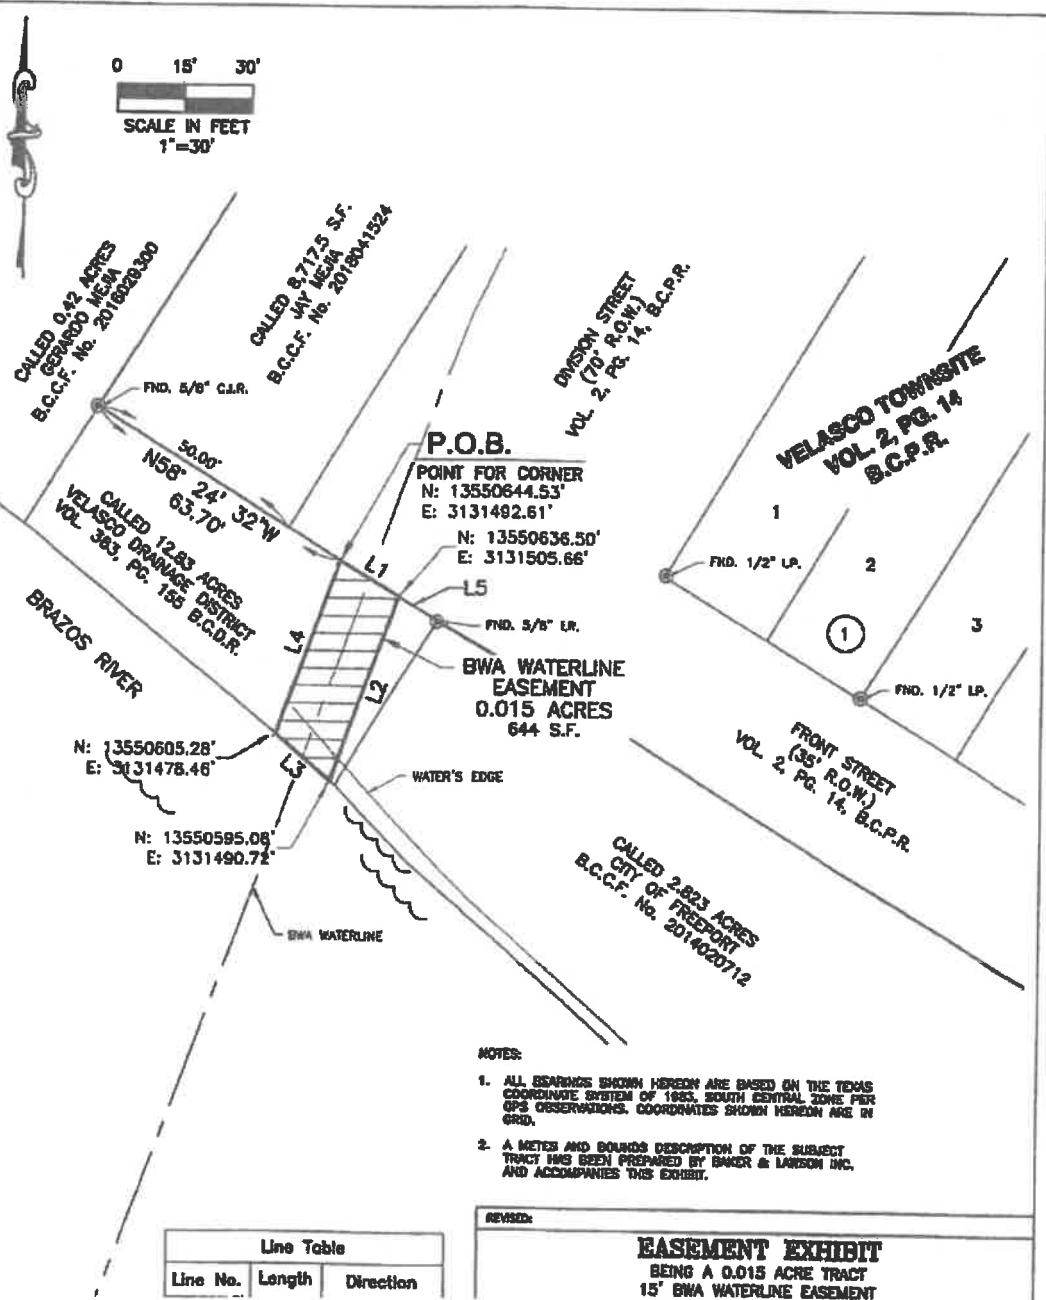 0 15' 30'
SCALE IN FEET
1"=30'
CALLED 0.42 ACRES
GERARDO MEJIA
B.C.C.F. No. 2016029300
CALLED 8,717.5 S.F.
JAY MEJIA
B.C.C.F. No. 2018041524
DIVISION STREET
(70' R.O.W.)
VOL. 2, PG. 14, B.C.P.R.
VELASCO TOWNSITE
VOL. 2, PG. 14
B.C.P.R.
FND. 5/8" C.I.R.
50.00'
N58° 24' 32"W
63.70'
P.O.B.
POINT FOR CORNER
N: 13550644.53'
E: 3131492.61'
N: 13550636.50'
E: 3131505.66'
CALLED 12.83 ACRES
VELASCO DRAINAGE DISTRICT
VOL. 383, PG. 155 B.C.D.R.
BRAZOS RIVER
L1
L5
L4
L2
L3
FND. 5/8" I.R.
BWA WATERLINE
EASEMENT
0.015 ACRES
644 S.F.
1
FND. 1/2" I.P.
2
1
3
FND. 1/2" I.P.
FRONT STREET
(35' R.O.W.)
VOL. 2, PG. 14, B.C.P.R.
N: 13550605.28'
E: 3131478.46'
WATER'S EDGE
N: 13550595.08'
E: 3131490.72'
BWA WATERLINE
CALLED 2.823 ACRES
CITY OF FREEPORT
B.C.C.F. No. 2014020712
NOTES:
1. ALL BEARINGS SHOWN HEREON ARE BASED ON THE TEXAS
COORDINATE SYSTEM OF 1983, SOUTH CENTRAL ZONE PER
GPS OBSERVATIONS. COORDINATES SHOWN HEREON ARE IN
GRID.
2. A METES AND BOUNDS DESCRIPTION OF THE SUBJECT
TRACT HAS BEEN PREPARED BY BAKER & LAWSON INC.
AND ACCOMPANIES THIS EXHIBIT.
REVISED:
Line Table
Line No. Length Direction
EASEMENT EXHIBIT
BEING A 0.015 ACRE TRACT
15' BWA WATERLINE EASEMENT